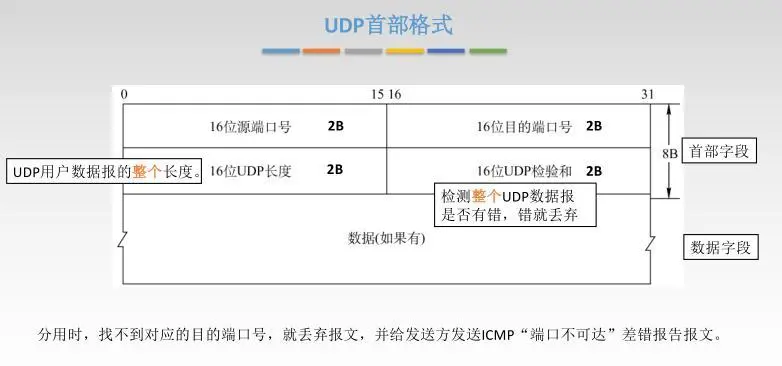 UDP首部格式
0 15 16 31
16位源端口号 2B 16位目的端口号 2B
8B 首部字段
UDP用户数据报的整个长度。 16位UDP长度 2B 16位UDP检验和 2B
检测整个UDP数据报
是否有错，错就丢弃
数据(如果有) 数据字段
分用时，找不到对应的目的端口号，就丢弃报文，并给发送方发送ICMP“端口不可达”差错报告报文。